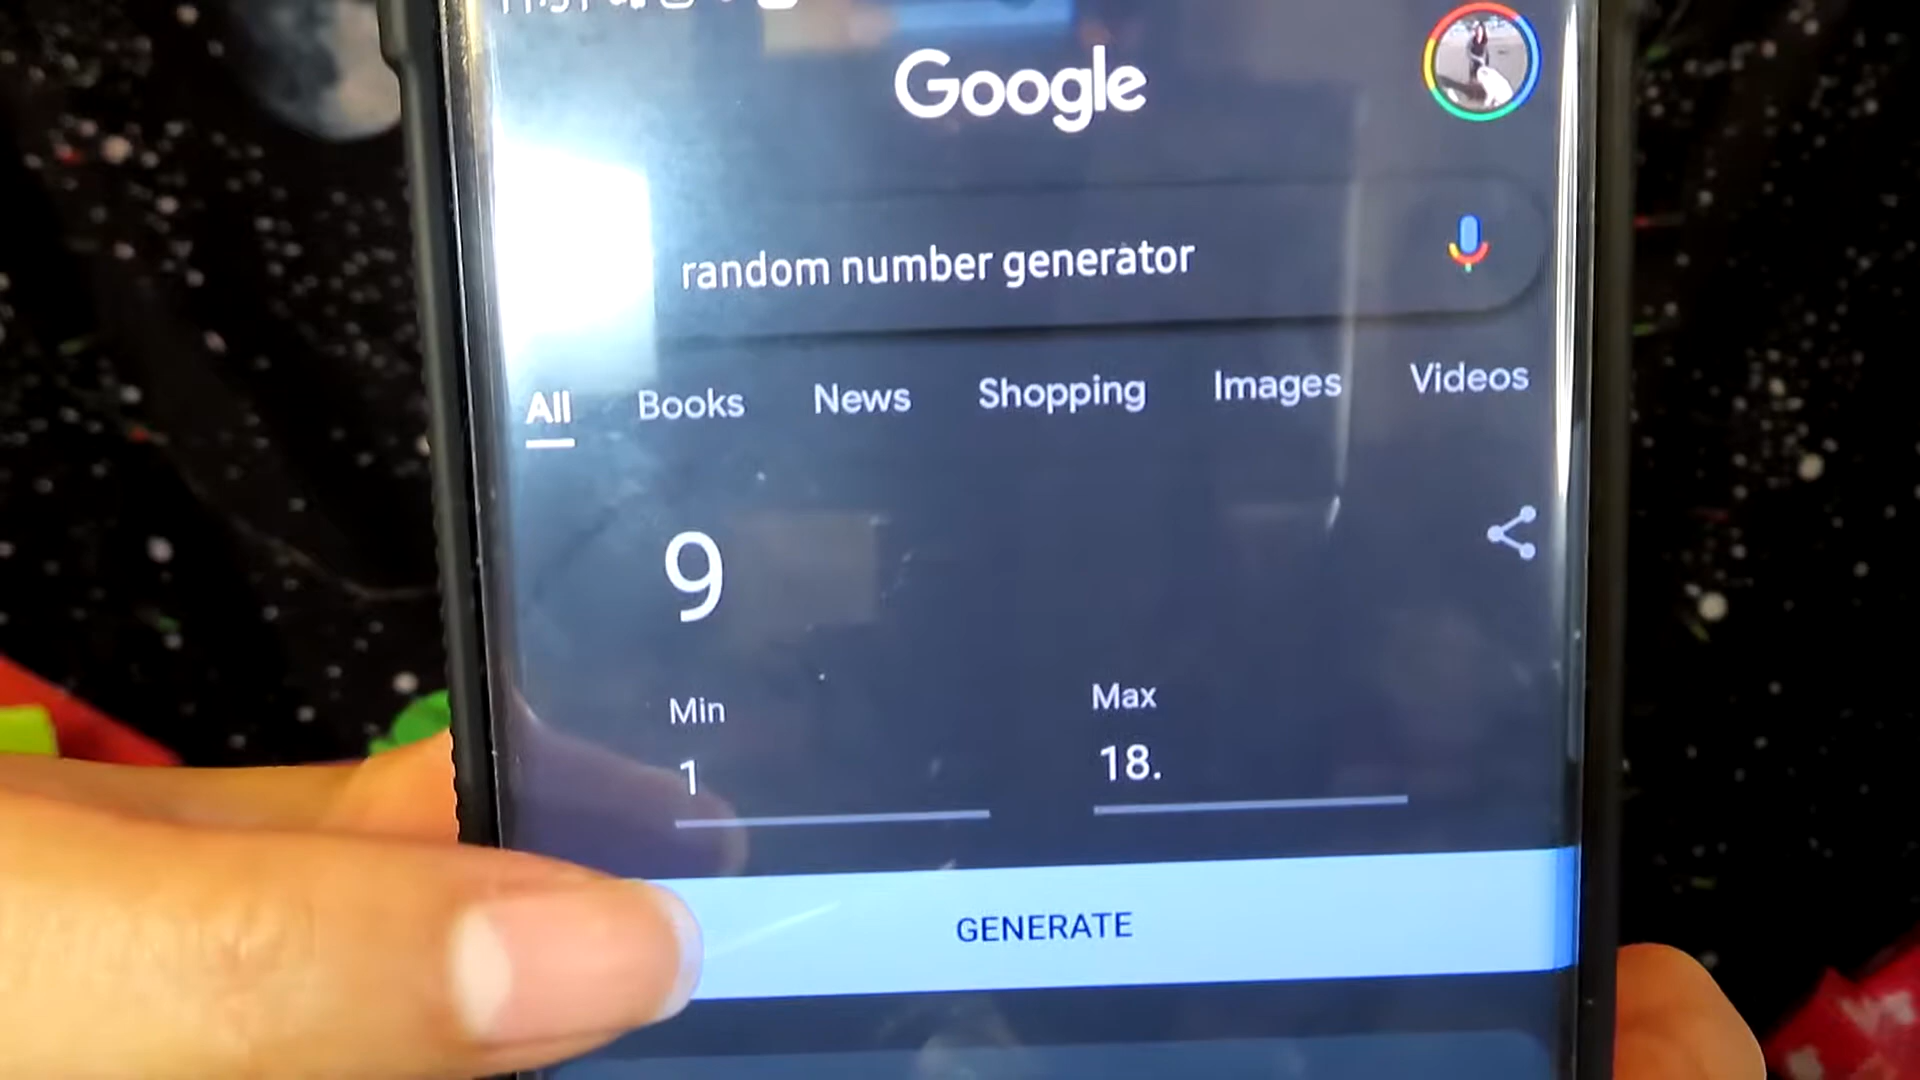 Google
random number generator
All Books News Shopping Images Videos
9
Min Max
1 18.
GENERATE